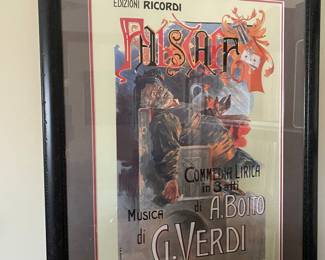 EDIZIONI RICORDI
FALSTAFF
COMMEDIA LIRICA
in 3 atti
di A. BOITO
MUSICA
di G. VERDI